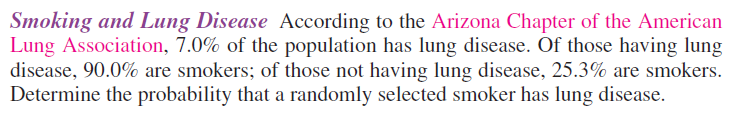 Smoking and Lung Disease According to the Arizona Chapter of the American
Lung Association, 7.0% of the population has lung disease. Of those having lung
disease, 90.0% are smokers; of those not having lung disease, 25.3% are smokers.
Determine the probability that a randomly selected smoker has lung disease.